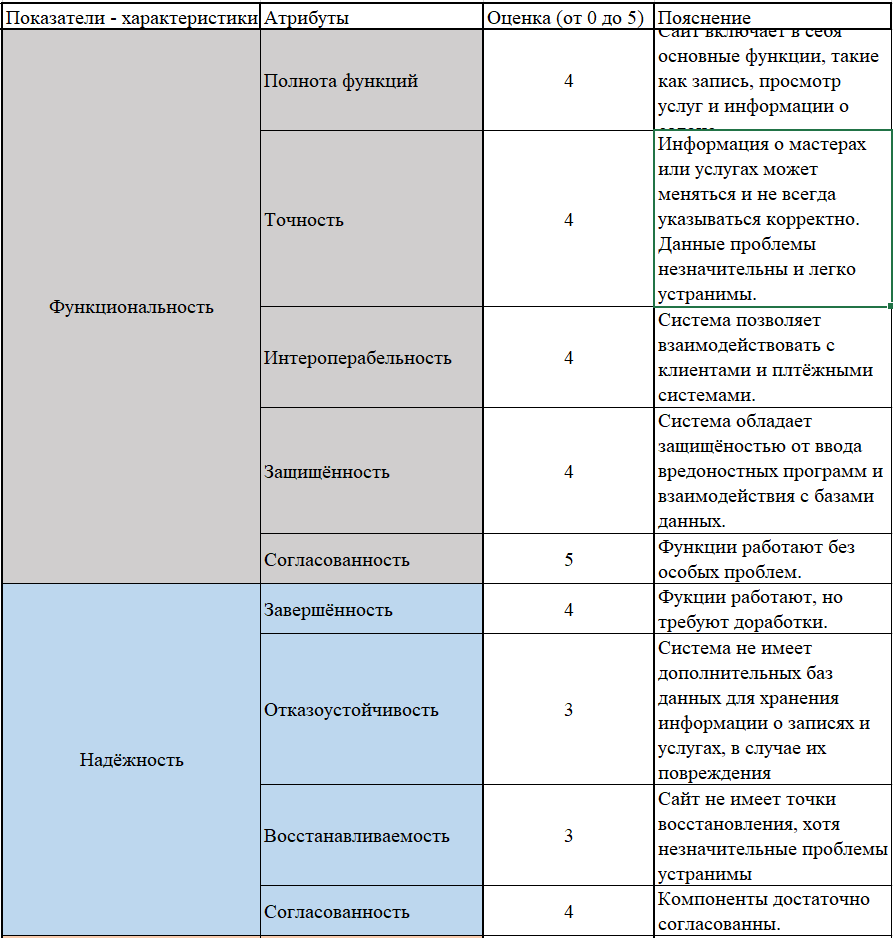 Показатели - характеристики Атрибуты Оценка (от 0 до 5) Пояснение
Функциональность
Полнота функций
4
Сайт включает в себя
основные функции, такие
как запись, просмотр
услуг и информации о
Точность
4
Информация о мастерах
или услугах может
меняться и не всегда
указываться корректно.
Данные проблемы
незначительны и легко
устранимы.
Интероперабельность
4
Система позволяет
взаимодействовать с
клиентами и плтёжными
системами.
Защищённость
4
Система обладает
защищёностью от ввода
вредоностных программ и
взаимодействия с базами
данных.
Согласованность
5
Функции работают без
особых проблем.
Надёжность
Завершённость
4
Фукции работают, но
требуют доработки.
Отказоустойчивость
3
Система не имеет
дополнительных баз
данных для хранения
информации о записях и
услугах, в случае их
повреждения
Восстанавливаемость
3
Сайт не имеет точки
восстановления, хотя
незначительные проблемы
устранимы
Согласованность
4
Компоненты достаточно
согласованны.